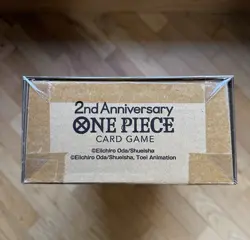 2nd Anniversary
ONE PIECE
CARD GAME
©Eiichiro Oda/Shueisha
©Eiichiro Oda/Shueisha, Toei Animation